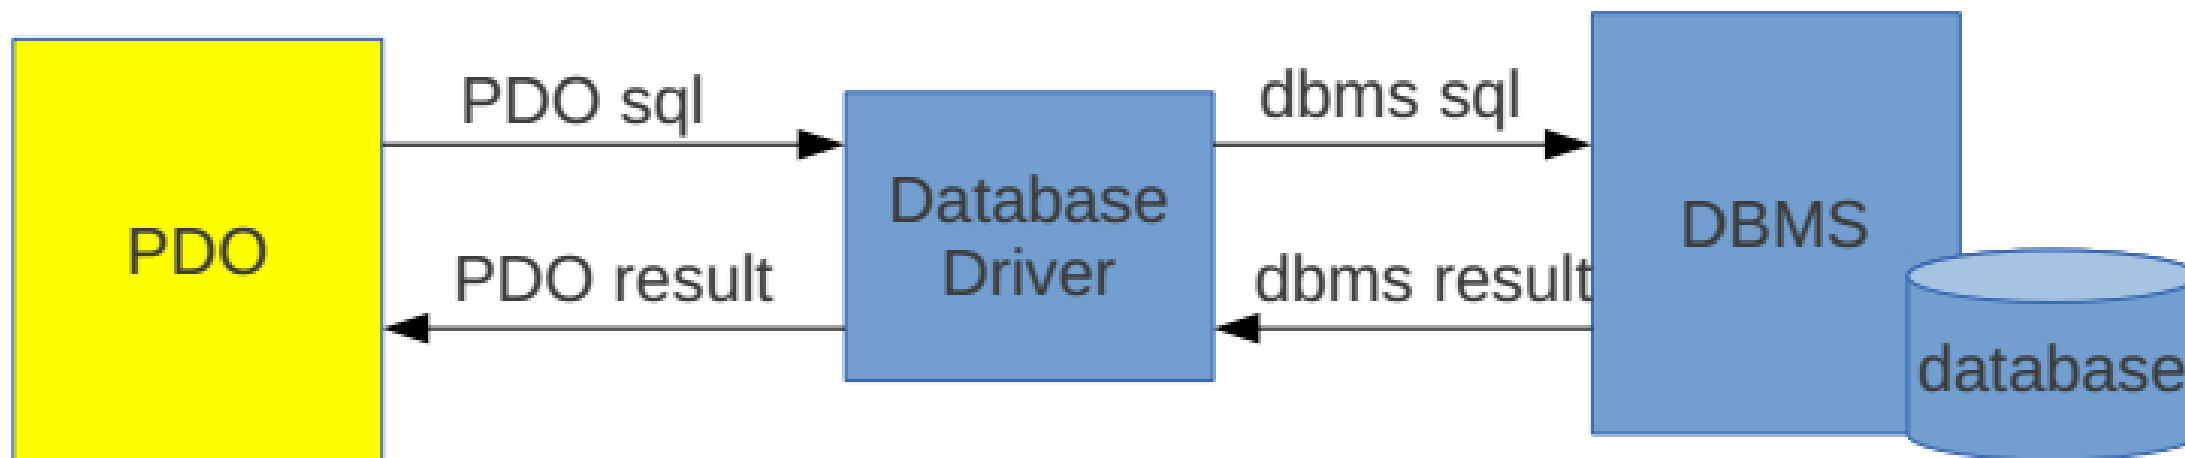 PDO sql
dbms sql
PDO
Database
Driver
DBMS
PDO result
dbms result
database